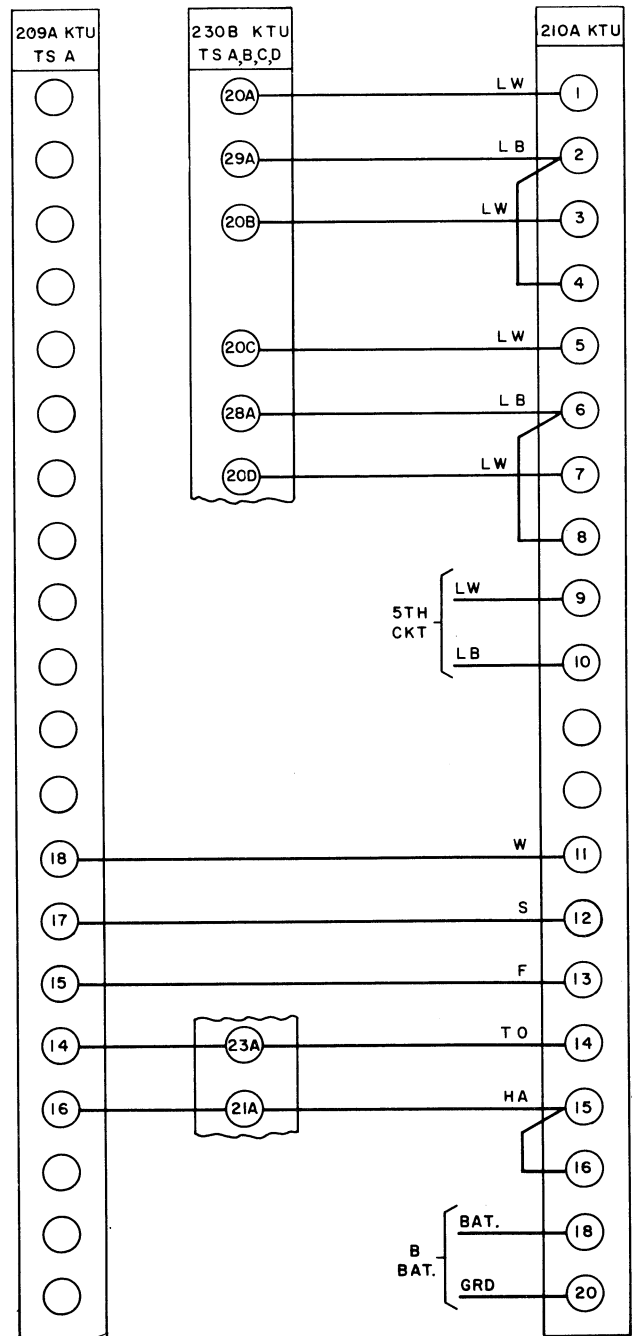 209A KTU
TS A
230B KTU
TS A,B,C,D
210A KTU
20A LW 1
29A LB 2
20B LW 3
4
20C LW 5
28A LB 6
20D LW 7
8
5TH
CKT
LW 9
LB 10
18 W 11
17 S 12
15 F 13
14 23A TO 14
16 21A HA 15
16
B
BAT.
BAT. 18
GRD 20